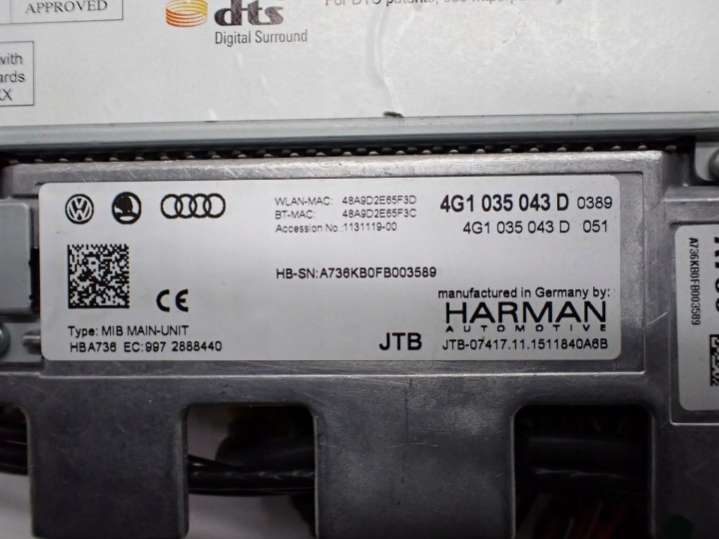 APPROVED
dts
Digital Surround
with
WLAN-MAC: 48A9D2E65F3D
BT-MAC: 48A9D2E65F3C
Accession No.:1131119-00
4G1 035 043 D 0389
4G1 035 043 D 051
HB-SN:A736KB0FB003589
CE
Type: MIB MAIN-UNIT
HBA736 EC:997 2888440
JTB
manufactured in Germany by:
HARMAN
AUTOMOTIVE
JTB-07417.11.1511840A6B
A736KB0FB003589